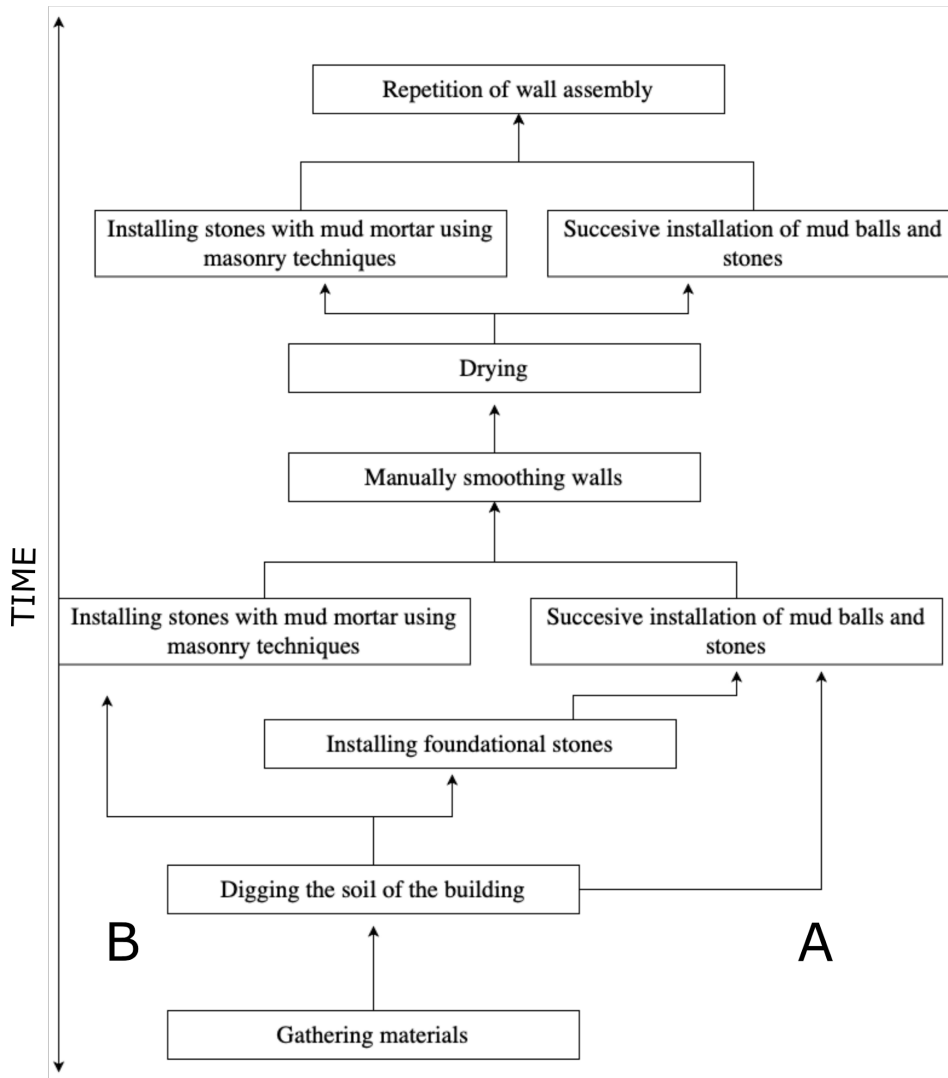 Repetition of wall assembly
Installing stones with mud mortar using
masonry techniques
Succesive installation of mud balls and
stones
Drying
Manually smoothing walls
TIME
Installing stones with mud mortar using
masonry techniques
Succesive installation of mud balls and
stones
Installing foundational stones
Digging the soil of the building
B
A
Gathering materials